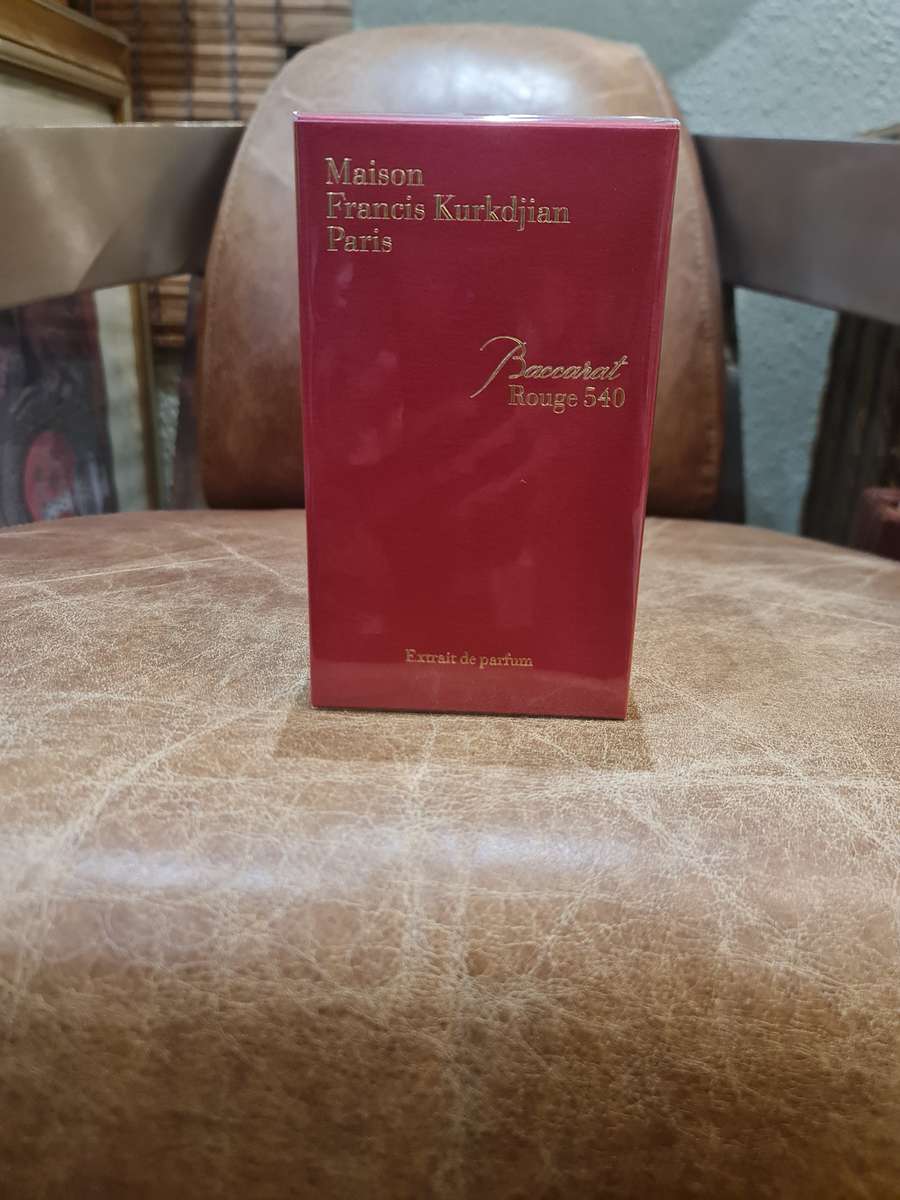 Maison
Francis Kurkdjian
Paris
Baccarat
Rouge 540
Extrait de parfum